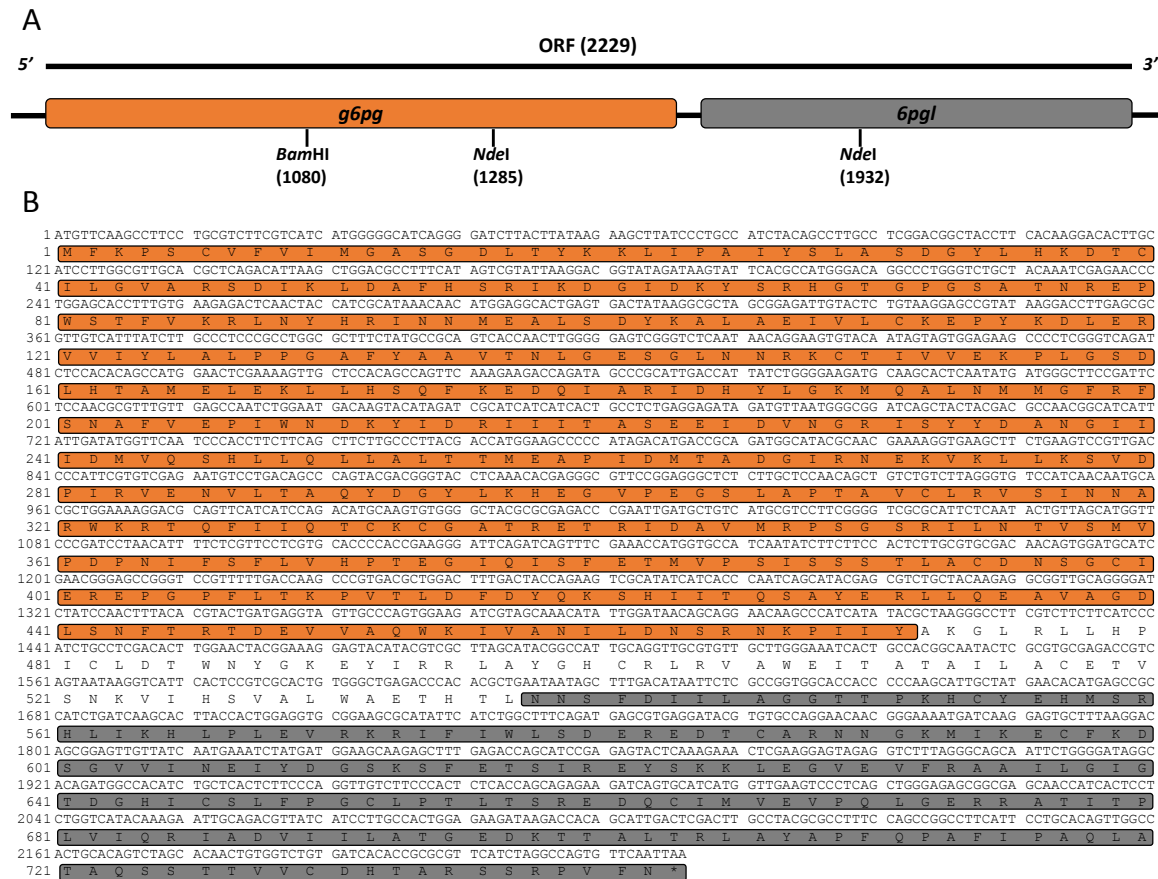 A
ORF (2229)
5’ 3’
g6pg 6pgl
BamHI NdeI NdeI
(1080) (1285) (1932)
B
1 ATGTTCAAGCCTTCC TGCGTCTTCGTCATC ATGGGGGCATCAGGG GATCTTACTTATAAG AAGCTTATCCCTGCC ATCTACAGCCTTGCC TCGGACGGCTACCTT CACAAGGACACTTGC
1 M F K P S C V F V I M G A S G D L T Y K K L I P A I Y S L A S D G Y L H K D T C
121 ATCCTTGGCGTTGCA CGCTCAGACATTAAG CTGGACGCCTTTCAT AGTCGTATTAAGGAC GGTATAGATAAGTAT TCACGCCATGGGACA GGCCCTGGGTCTGCT ACAAATCGAGAACCC
41 I L G V A R S D I K L D A F H S R I K D G I D K Y S R H G T G P G S A T N R E P
241 TGGAGCACCTTTGTG AAGAGACTCAACTAC CATCGCATAAACAAC ATGGAGGCACTGAGT GACTATAAGGCGCTA GCGGAGATTGTACTC TGTAAGGAGCCGTAT AAGGACCTTGAGCGC
81 W S T F V K R L N Y H R I N N M E A L S D Y K A L A E I V L C K E P Y K D L E R
361 GTTGTCATTTATCTT GCCCTCCCGCCTGGC GCTTTCTATGCCGCA GTCACCAACTTGGGG GAGTCGGGTCTCAAT AACAGGAAGTGTACA ATAGTAGTGGAGAAG CCCCTCGGGTCAGAT
121 V V I Y L A L P P G A F Y A A V T N L G E S G L N N R K C T I V V E K P L G S D
481 CTCCACACAGCCATG GAACTCGAAAAGTTG CTCCACAGCCAGTTC AAAGAAGACCAGATA GCCCGCATTGACCAT TATCTGGGGAAGATG CAAGCACTCAATATG ATGGGCTTCCGATTC
161 L H T A M E L E K L L H S Q F K E D Q I A R I D H Y L G K M Q A L N M M G F R F
601 TCCAACGCGTTTGTT GAGCCAATCTGGAAT GACAAGTACATAGAT CGCATCATCATCACT GCCTCTGAGGAGATA GATGTTAATGGGCGG ATCAGCTACTACGAC GCCAACGGCATCATT
201 S N A F V E P I W N D K Y I D R I I I T A S E E I D V N G R I S Y Y D A N G I I
721 ATTGATATGGTTCAA TCCCACCTTCTTCAG CTTCTTGCCCTTACG ACCATGGAAGCCCCC ATAGACATGACCGCA GATGGCATACGCAAC GAAAAGGTGAAGCTT CTGAAGTCCGTTGAC
241 I D M V Q S H L L Q L L A L T T M E A P I D M T A D G I R N E K V K L L K S V D
841 CCCATTCGTGTCGAG AATGTCCTGACAGCC CAGTACGACGGGTAC CTCAAACACGAGGGC GTTCCGGAGGGCTCT CTTGCTCCAACAGCT GTCTGTCTTAGGGTG TCCATCAACAATGCA
281 P I R V E N V L T A Q Y D G Y L K H E G V P E G S L A P T A V C L R V S I N N A
961 CGCTGGAAAAGGACG CAGTTCATCATCCAG ACATGCAAGTGTGGG GCTACGCGCGAGACC CGAATTGATGCTGTC ATGCGTCCTTCGGGG TCGCGCATTCTCAAT ACTGTTAGCATGGTT
321 R W K R T Q F I I Q T C K C G A T R E T R I D A V M R P S G S R I L N T V S M V
1081 CCCGATCCTAACATT TTCTCGTTCCTCGTG CACCCCACCGAAGGG ATTCAGATCAGTTTC GAAACCATGGTGCCA TCAATATCTTCTTCC ACTCTTGCGTGCGAC AACAGTGGATGCATC
361 P D P N I F S F L V H P T E G I Q I S F E T M V P S I S S S T L A C D N S G C I
1201 GAACGGGAGCCGGGT CCGTTTTTGACCAAG CCCGTGACGCTGGAC TTTGACTACCAGAAG TCGCATATCATCACC CAATCAGCATACGAG CGTCTGCTACAAGAG GCGGTTGCAGGGGAT
401 E R E P G P F L T K P V T L D F D Y Q K S H I I T Q S A Y E R L L Q E A V A G D
1321 CTATCCAACTTTACA CGTACTGATGAGGTA GTTGCCCAGTGGAAG ATCGTAGCAAACATA TTGGATAACAGCAGG AACAAGCCCATCATA TACGCTAAGGGCCTT CGTCTTCTTCATCCC
441 L S N F T R T D E V V A Q W K I V A N I L D N S R N K P I I Y A K G L R L L H P
1441 ATCTGCCTCGACACT TGGAACTACGGAAAG GAGTACATACGTCGC TTAGCATACGGCCAT TGCAGGTTGCGTGTT GCTTGGGAAATCACT GCCACGGCAATACTC GCGTGCGAGACCGTC
481 I C L D T W N Y G K E Y I R R L A Y G H C R L R V A W E I T A T A I L A C E T V
1561 AGTAATAAGGTCATT CACTCCGTCGCACTG TGGGCTGAGACCCAC ACGCTGAATAATAGC TTTGACATAATTCTC GCCGGTGGCACCACC CCCAAGCATTGCTAT GAACACATGAGCCGC
521 S N K V I H S V A L W A E T H T L N N S F D I I L A G G T T P K H C Y E H M S R
1681 CATCTGATCAAGCAC TTACCACTGGAGGTG CGGAAGCGCATATTC ATCTGGCTTTCAGAT GAGCGTGAGGATACG TGTGCCAGGAACAAC GGGAAAATGATCAAG GAGTGCTTTAAGGAC
561 H L I K H L P L E V R K R I F I W L S D E R E D T C A R N N G K M I K E C F K D
1801 AGCGGAGTTGTTATC AATGAAATCTATGAT GGAAGCAAGAGCTTT GAGACCAGCATCCGA GAGTACTCAAAGAAA CTCGAAGGAGTAGAG GTCTTTAGGGCAGCA ATTCTGGGGATAGGC
601 S G V V I N E I Y D G S K S F E T S I R E Y S K K L E G V E V F R A A I L G I G
1921 ACAGATGGCCACATC TGCTCACTCTTCCCA GGTTGTCTTCCCACT CTCACCAGCAGAGAA GATCAGTGCATCATG GTTGAAGTCCCTCAG CTGGGAGAGCGGCGA GCAACCATCACTCCT
641 T D G H I C S L F P G C L P T L T S R E D Q C I M V E V P Q L G E R R A T I T P
2041 CTGGTCATACAAAGA ATTGCAGACGTTATC ATCCTTGCCACTGGA GAAGATAAGACCACA GCATTGACTCGACTT GCCTACGCGCCTTTC CAGCCGGCCTTCATT CCTGCACAGTTGGCC
681 L V I Q R I A D V I I L A T G E D K T T A L T R L A Y A P F Q P A F I P A Q L A
2161 ACTGCACAGTCTAGC ACAACTGTGGTCTGT GATCACACCGCGCGT TCATCTAGGCCAGTG TTCAATTAA
721 T A Q S S T T V V C D H T A R S S R P V F N *